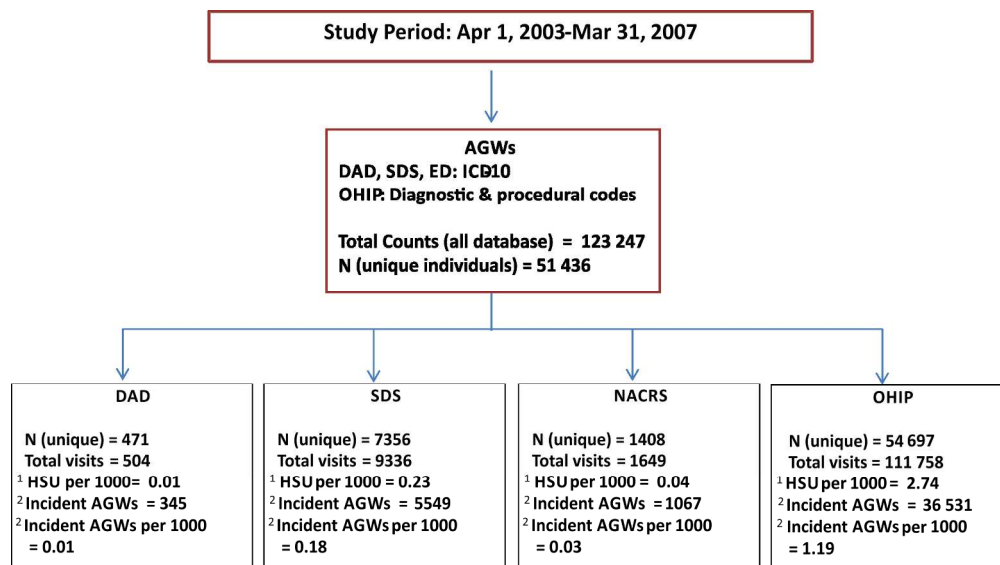 Study Period: Apr 1, 2003-Mar 31, 2007
AGWs
DAD, SDS, ED: ICD-10
OHIP: Diagnostic & procedural codes
Total Counts (all database) = 123 247
N (unique individuals) = 51 436
DAD
N (unique) = 471
Total visits = 504
1 HSU per 1000= 0.01
2 Incident AGWs = 345
2 Incident AGWs per 1000
= 0.01
SDS
N (unique) = 7356
Total visits = 9336
1 HSU per 1000 = 0.23
2 Incident AGWs = 5549
2 Incident AGWs per 1000
= 0.18
NACRS
N (unique) = 1408
Total visits = 1649
1 HSU per 1000 = 0.04
2 Incident AGWs = 1067
2 Incident AGWs per 1000
= 0.03
OHIP
N (unique) = 54 697
Total visits = 111 758
1 HSU per 1000 = 2.74
2 Incident AGWs = 36 531
2 Incident AGWs per 1000
= 1.19